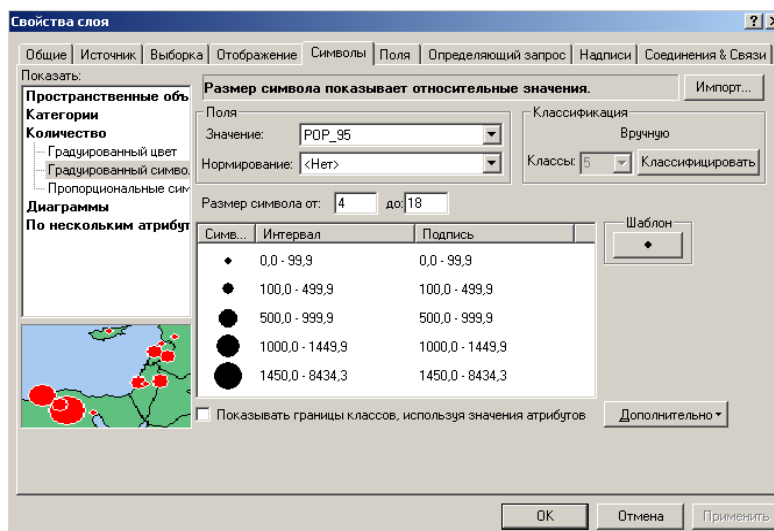 Свойства слоя
Общие Источник Выборка Отображение Символы Поля Определяющий запрос Надписи Соединения & Связи
Показать:
Пространственные объ
Категории
Количество
Градуированный цвет
Градуированный симво.
Пропорциональные сим
Диаграммы
По нескольким атрибут
Размер символа показывает относительные значения.
Импорт...
Поля
Значение: POP_95
Нормирование: <Нет>
Классификация
Вручную
Классы: 5 Классифицировать
Размер символа от: 4 до: 18
Симв... Интервал Подпись
0,0 - 99,9 0,0 - 99,9
100,0 - 499,9 100,0 - 499,9
500,0 - 999,9 500,0 - 999,9
1000,0 - 1449,9 1000,0 - 1449,9
1450,0 - 8434,3 1450,0 - 8434,3
Шаблон
Показывать границы классов, используя значения атрибутов
Дополнительно
OK Отмена Применить